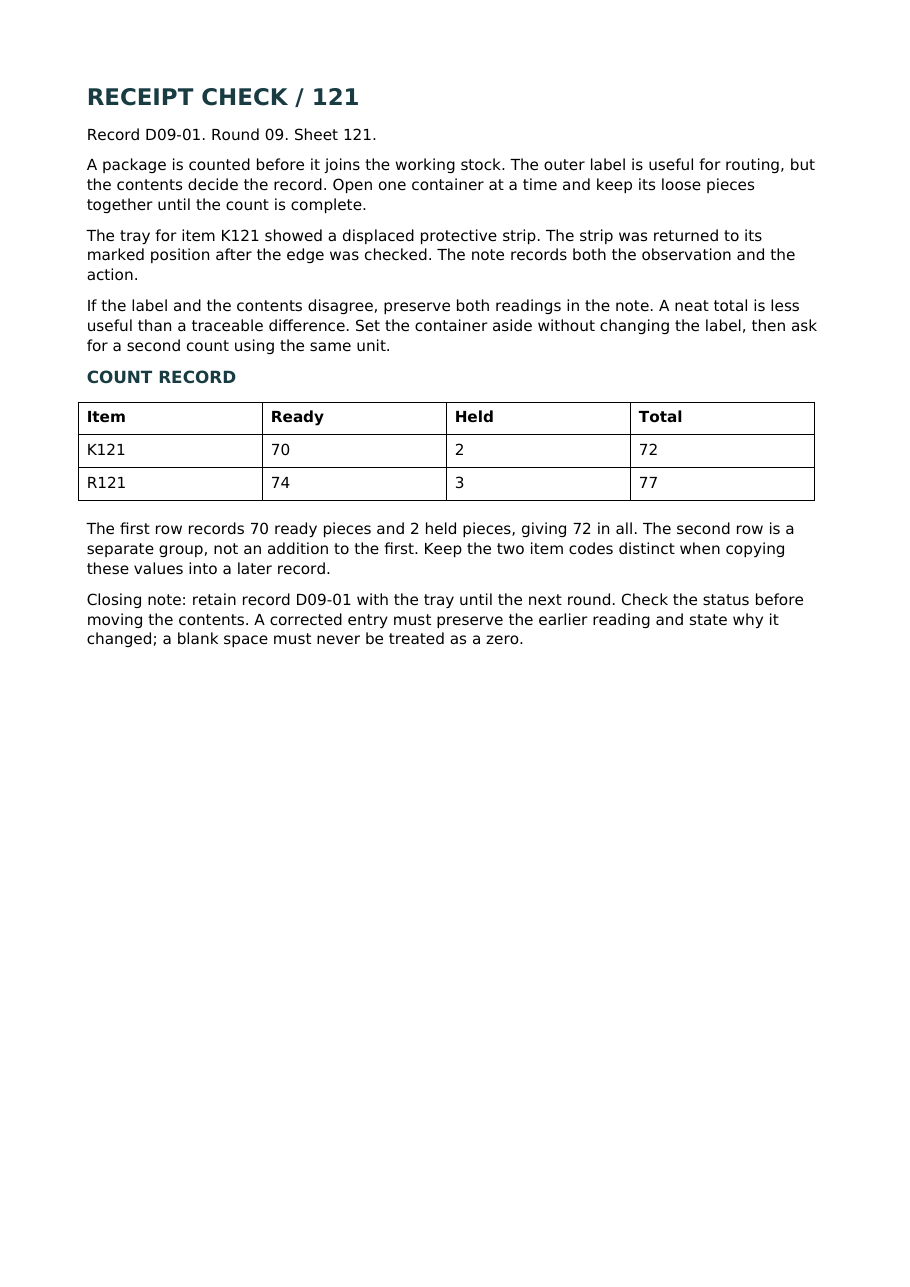 RECEIPT CHECK / 121
Record D09-01. Round 09. Sheet 121.
A package is counted before it joins the working stock. The outer label is useful for routing, but
the contents decide the record. Open one container at a time and keep its loose pieces
together until the count is complete.
The tray for item K121 showed a displaced protective strip. The strip was returned to its
marked position after the edge was checked. The note records both the observation and the
action.
If the label and the contents disagree, preserve both readings in the note. A neat total is less
useful than a traceable difference. Set the container aside without changing the label, then ask
for a second count using the same unit.
COUNT RECORD
Item Ready Held Total
K121 70 2 72
R121 74 3 77
The first row records 70 ready pieces and 2 held pieces, giving 72 in all. The second row is a
separate group, not an addition to the first. Keep the two item codes distinct when copying
these values into a later record.
Closing note: retain record D09-01 with the tray until the next round. Check the status before
moving the contents. A corrected entry must preserve the earlier reading and state why it
changed; a blank space must never be treated as a zero.